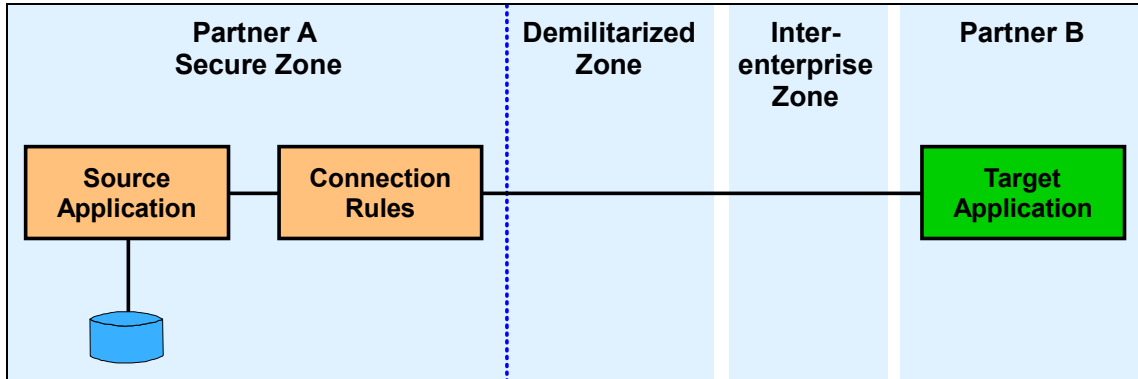 Partner A
Secure Zone
Demilitarized
Zone
Inter-
enterprise
Zone
Partner B
Source
Application
Connection
Rules
Target
Application